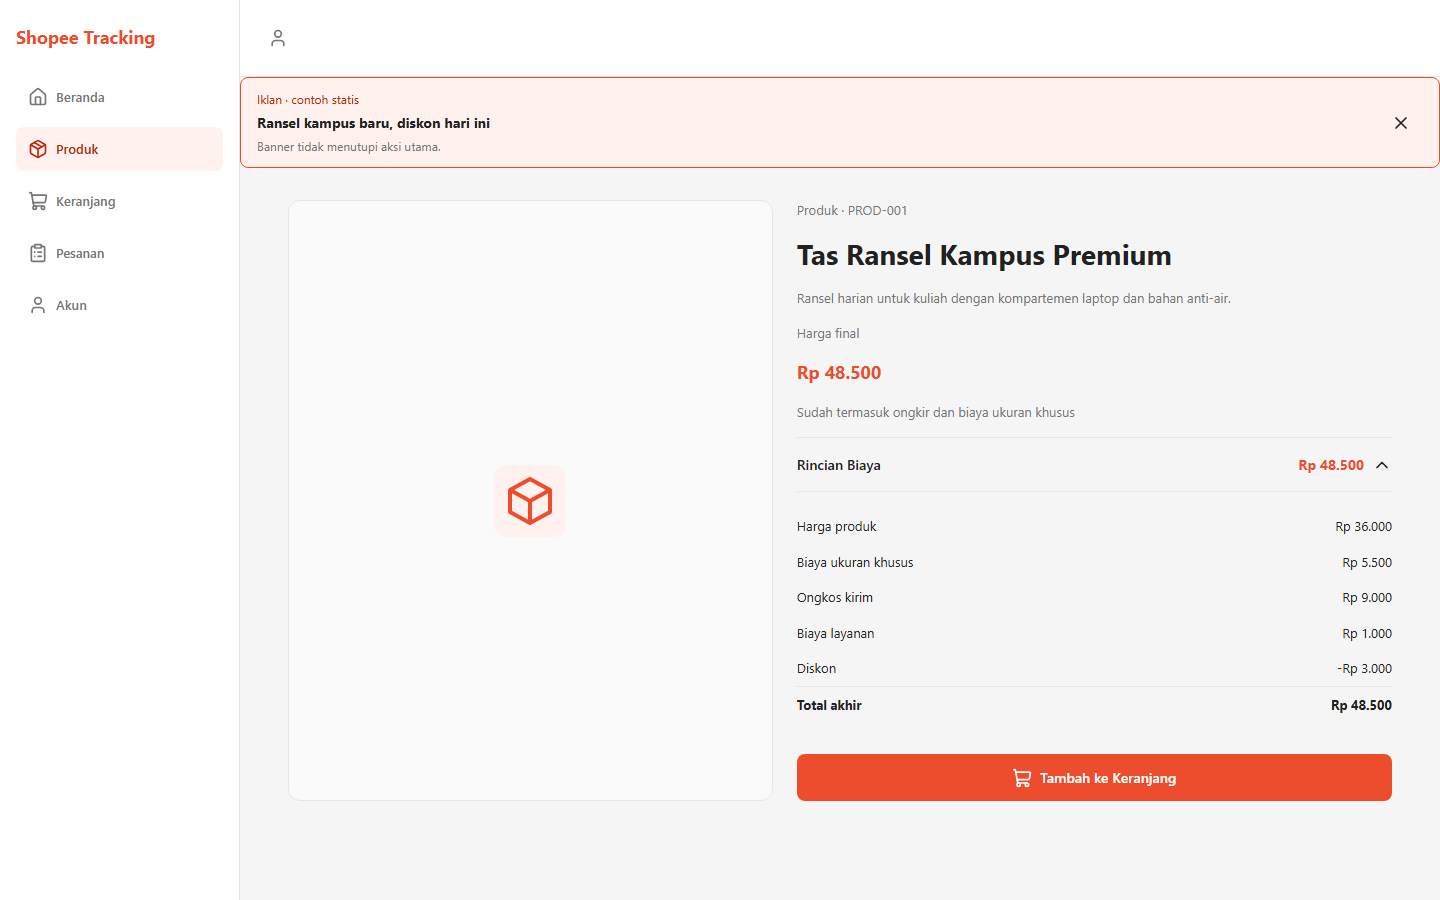 Shopee Tracking
Beranda
Produk
Keranjang
Pesanan
Akun
Iklan · contoh statis
Ransel kampus baru, diskon hari ini
Banner tidak menutupi aksi utama.
Produk · PROD-001
Tas Ransel Kampus Premium
Ransel harian untuk kuliah dengan kompartemen laptop dan bahan anti-air.
Harga final
Rp 48.500
Sudah termasuk ongkir dan biaya ukuran khusus
Rincian Biaya Rp 48.500
Harga produk Rp 36.000
Biaya ukuran khusus Rp 5.500
Ongkos kirim Rp 9.000
Biaya layanan Rp 1.000
Diskon -Rp 3.000
Total akhir Rp 48.500
Tambah ke Keranjang